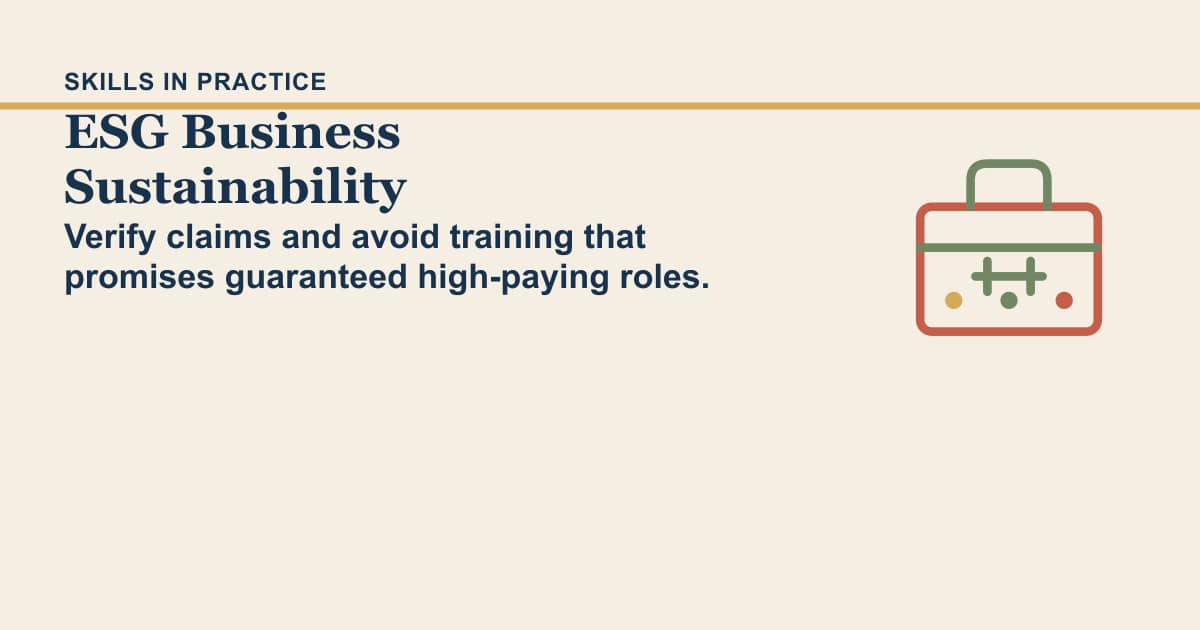 SKILLS IN PRACTICE
ESG Business
Sustainability
Verify claims and avoid training that
promises guaranteed high-paying roles.